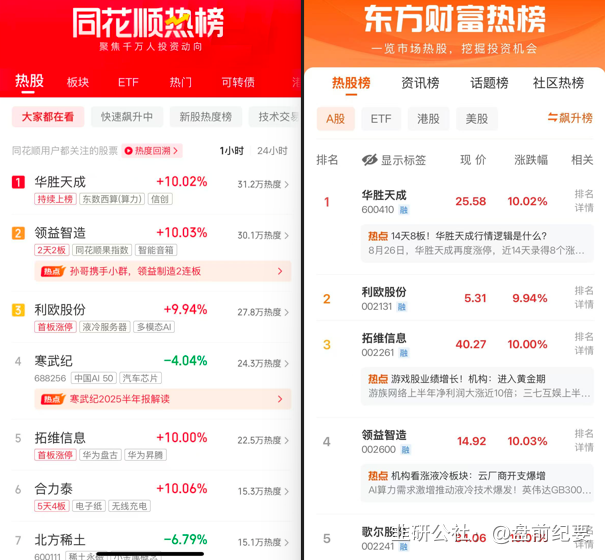 同花顺热榜
聚焦千万人投资动向
热股 板块 ETF 热门 可转债
大家都在看 快速飙升中 新股热度榜 技术交易
同花顺用户都关注的股票 热度回溯 > 1小时 24小时
1 华胜天成 +10.02% 31.2万热度 >
持续上榜 东数西算(算力) 信创
2 领益智造 +10.03% 30.1万热度 >
2天2板 同花顺果指数 智能音箱
热点 孙哥携手小群，领益制造2连板 >
3 利欧股份 +9.94% 27.8万热度 >
首板涨停 液冷服务器 多模态AI
4 寒武纪 -4.04% 24.3万热度 >
688256 中国AI 50 汽车芯片
热点 寒武纪2025半年报解读 >
5 拓维信息 +10.00% 22.5万热度 >
首板涨停 华为盘古 华为昇腾
6 合力泰 +10.06% 15.3万热度 >
5天4板 电子纸 无线充电
7 北方稀土 -6.79% 15.1万热度 >
600111 稀土永磁 小金属概念
东方财富热榜
一览市场热股，挖掘投资机会
热股榜 资讯榜 话题榜 社区热榜
A股 ETF 港股 美股 飙升榜
排名 显示标签 现价 涨跌幅 相关
1 华胜天成 25.58 10.02% 排名
600410 融 详情
热点 14天8板！华胜天成行情逻辑是什么？
8月26日，华胜天成再度涨停，近14天录得8个涨...
2 利欧股份 5.31 9.94% 排名
002131 融 详情
3 拓维信息 40.27 10.00% 排名
002261 融 详情
热点 游戏股业绩增长！机构：进入黄金期
游族网络上半年净利润大涨近10倍；三七互娱上半...
4 领益智造 14.92 10.03% 排名
002600 融 详情
热点 机构看涨液冷板块：云厂商开支爆增
AI算力需求激增推动液冷技术爆发！英伟达GB300...
5 歌尔股份 34.06 10.01% 排名
002241 融 详情
韭研公社 @盘前纪要